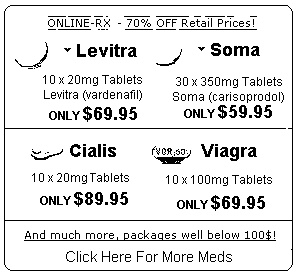 ONLINE-RX - 70% OFF Retail Prices!
Levitra
10 x 20mg Tablets
Levitra (vardenafil)
ONLY $69.95
Soma
30 x 350mg Tablets
Soma (carisoprodol)
ONLY $59.95
Cialis
10 x 20mg Tablets
ONLY $89.95
Viagra
10 x 100mg Tablets
ONLY $69.95
And much more, packages well below 100$!
Click Here For More Meds